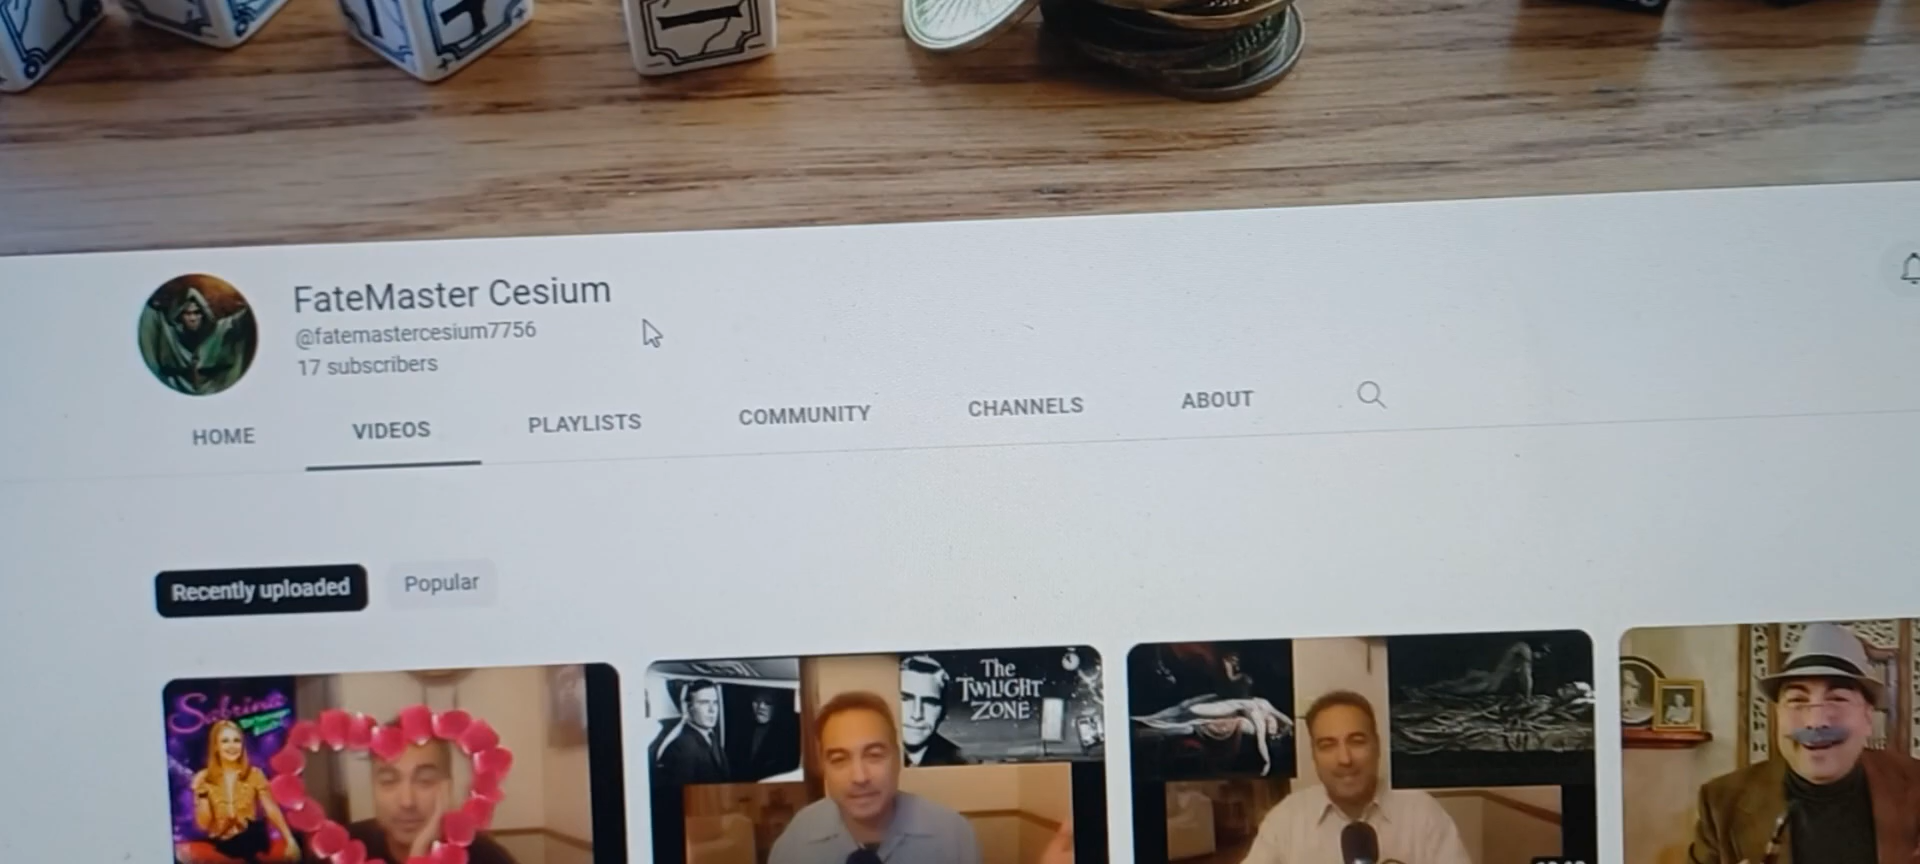 FateMaster Cesium
@fatemastercesium7756
17 subscribers
HOME
VIDEOS
PLAYLISTS
COMMUNITY
CHANNELS
ABOUT
Recently uploaded
Popular
Sabrina
The
TWILIGHT
ZONE